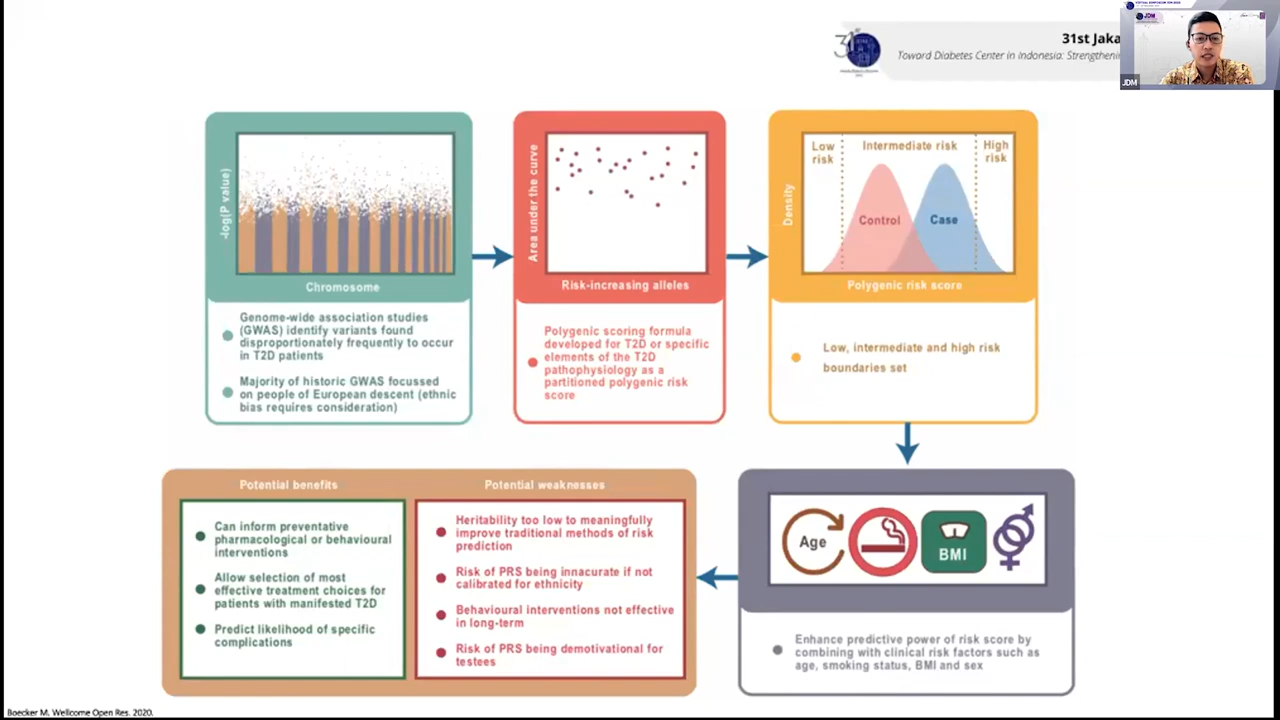 31st Jaka
Toward Diabetes Center in Indonesia: Strengthenin
JDM
-log(P value)
Chromosome
Genome-wide association studies
(GWAS) identify variants found
disproportionately frequently to occur
in T2D patients
Majority of historic GWAS focussed
on people of European descent (ethnic
bias requires consideration)
Area under the curve
Risk-increasing alleles
Polygenic scoring formula
developed for T2D or specific
elements of the T2D
pathophysiology as a
partitioned polygenic risk
score
Density
Low
risk
Intermediate risk
High
risk
Control
Case
Polygenic risk score
Low, intermediate and high risk
boundaries set
Age
BMI
Enhance predictive power of risk score by
combining with clinical risk factors such as
age, smoking status, BMI and sex
Potential benefits
Can inform preventative
pharmacological or behavioural
interventions
Allow selection of most
effective treatment choices for
patients with manifested T2D
Predict likelihood of specific
complications
Potential weaknesses
Heritability too low to meaningfully
improve traditional methods of risk
prediction
Risk of PRS being innacurate if not
calibrated for ethnicity
Behavioural interventions not effective
in long-term
Risk of PRS being demotivational for
testees
Boecker M. Wellcome Open Res. 2020.